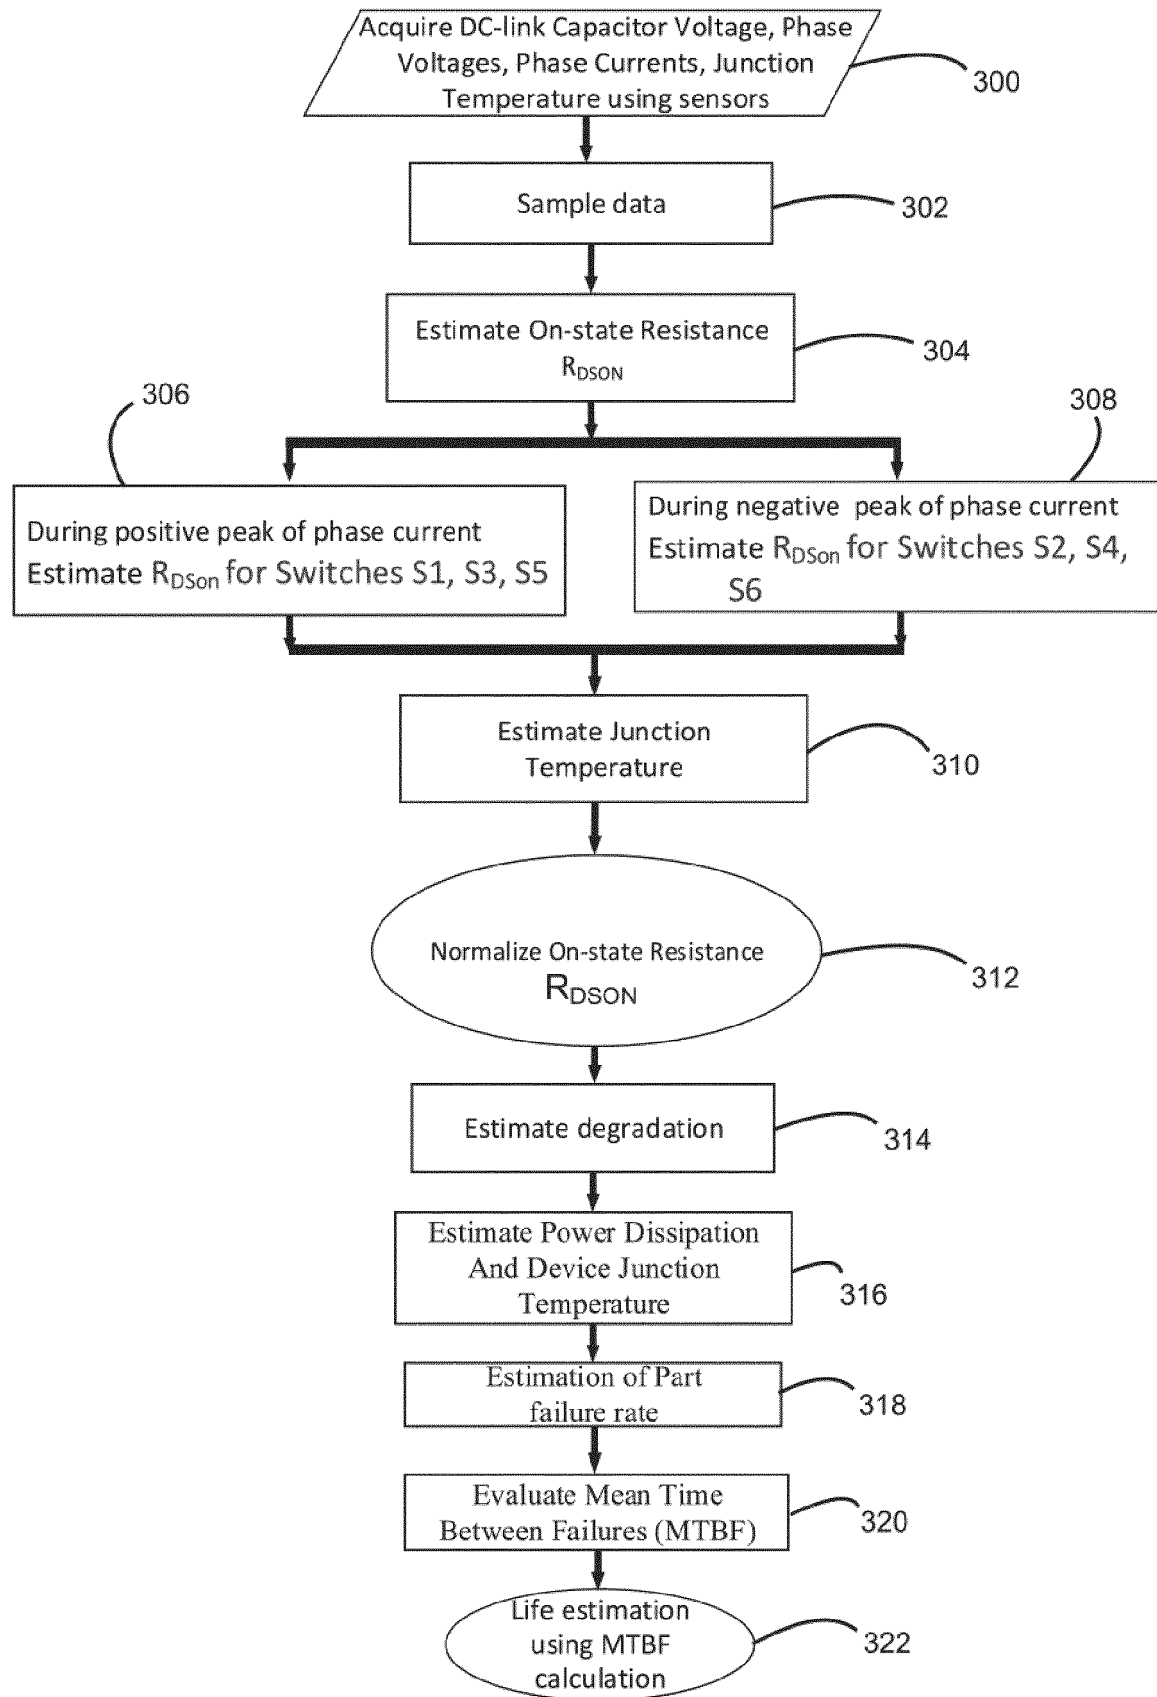 Acquire DC-link Capacitor Voltage, Phase
Voltages, Phase Currents, Junction
Temperature using sensors
300
Sample data
302
Estimate On-state Resistance
RDSON
304
306
308
During positive peak of phase current
Estimate RDSon for Switches S1, S3, S5
During negative peak of phase current
Estimate RDSon for Switches S2, S4,
S6
Estimate Junction
Temperature
310
Normalize On-state Resistance
RDSON
312
Estimate degradation
314
Estimate Power Dissipation
And Device Junction
Temperature
316
Estimation of Part
failure rate
318
Evaluate Mean Time
Between Failures (MTBF)
320
Life estimation
using MTBF
calculation
322